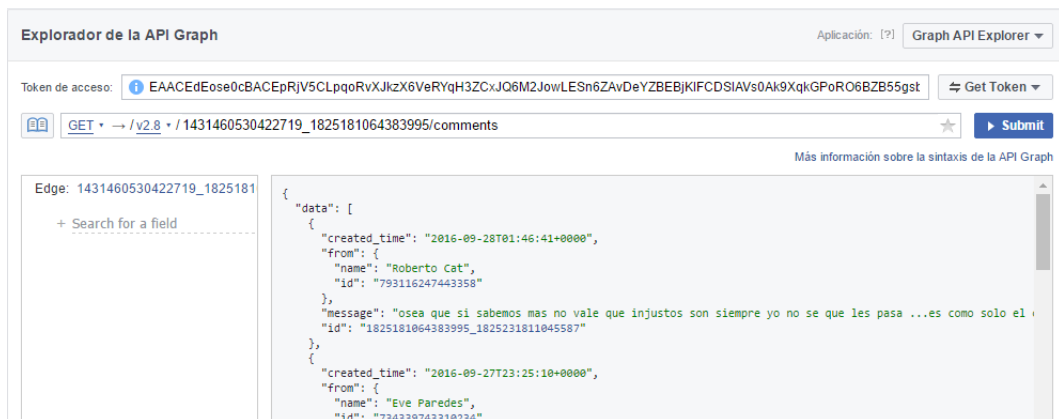 Explorador de la API Graph
Aplicación: [?] Graph API Explorer
Token de acceso: EAACEdEose0cBACEpRjV5CLpqoRvXJkzX6VeRYqH3ZCxJQ6M2JowLESn6ZAvDeYZBEBjKlFCDSIAVs0Ak9XqkGPoRO6BZB55gsb Get Token
GET → / v2.8 / 1431460530422719_1825181064383995/comments Submit
Más información sobre la sintaxis de la API Graph
Edge: 1431460530422719_1825181
+ Search for a field
{
"data": [
{
"created_time": "2016-09-28T01:46:41+0000",
"from": {
"name": "Roberto Cat",
"id": "793116247443358"
},
"message": "osea que si sabemos mas no vale que injustos son siempre yo no se que les pasa ...es como solo el
"id": "1825181064383995_1825231811045587"
},
{
"created_time": "2016-09-27T23:25:10+0000",
"from": {
"name": "Eve Paredes",
"id": "734339743310234"